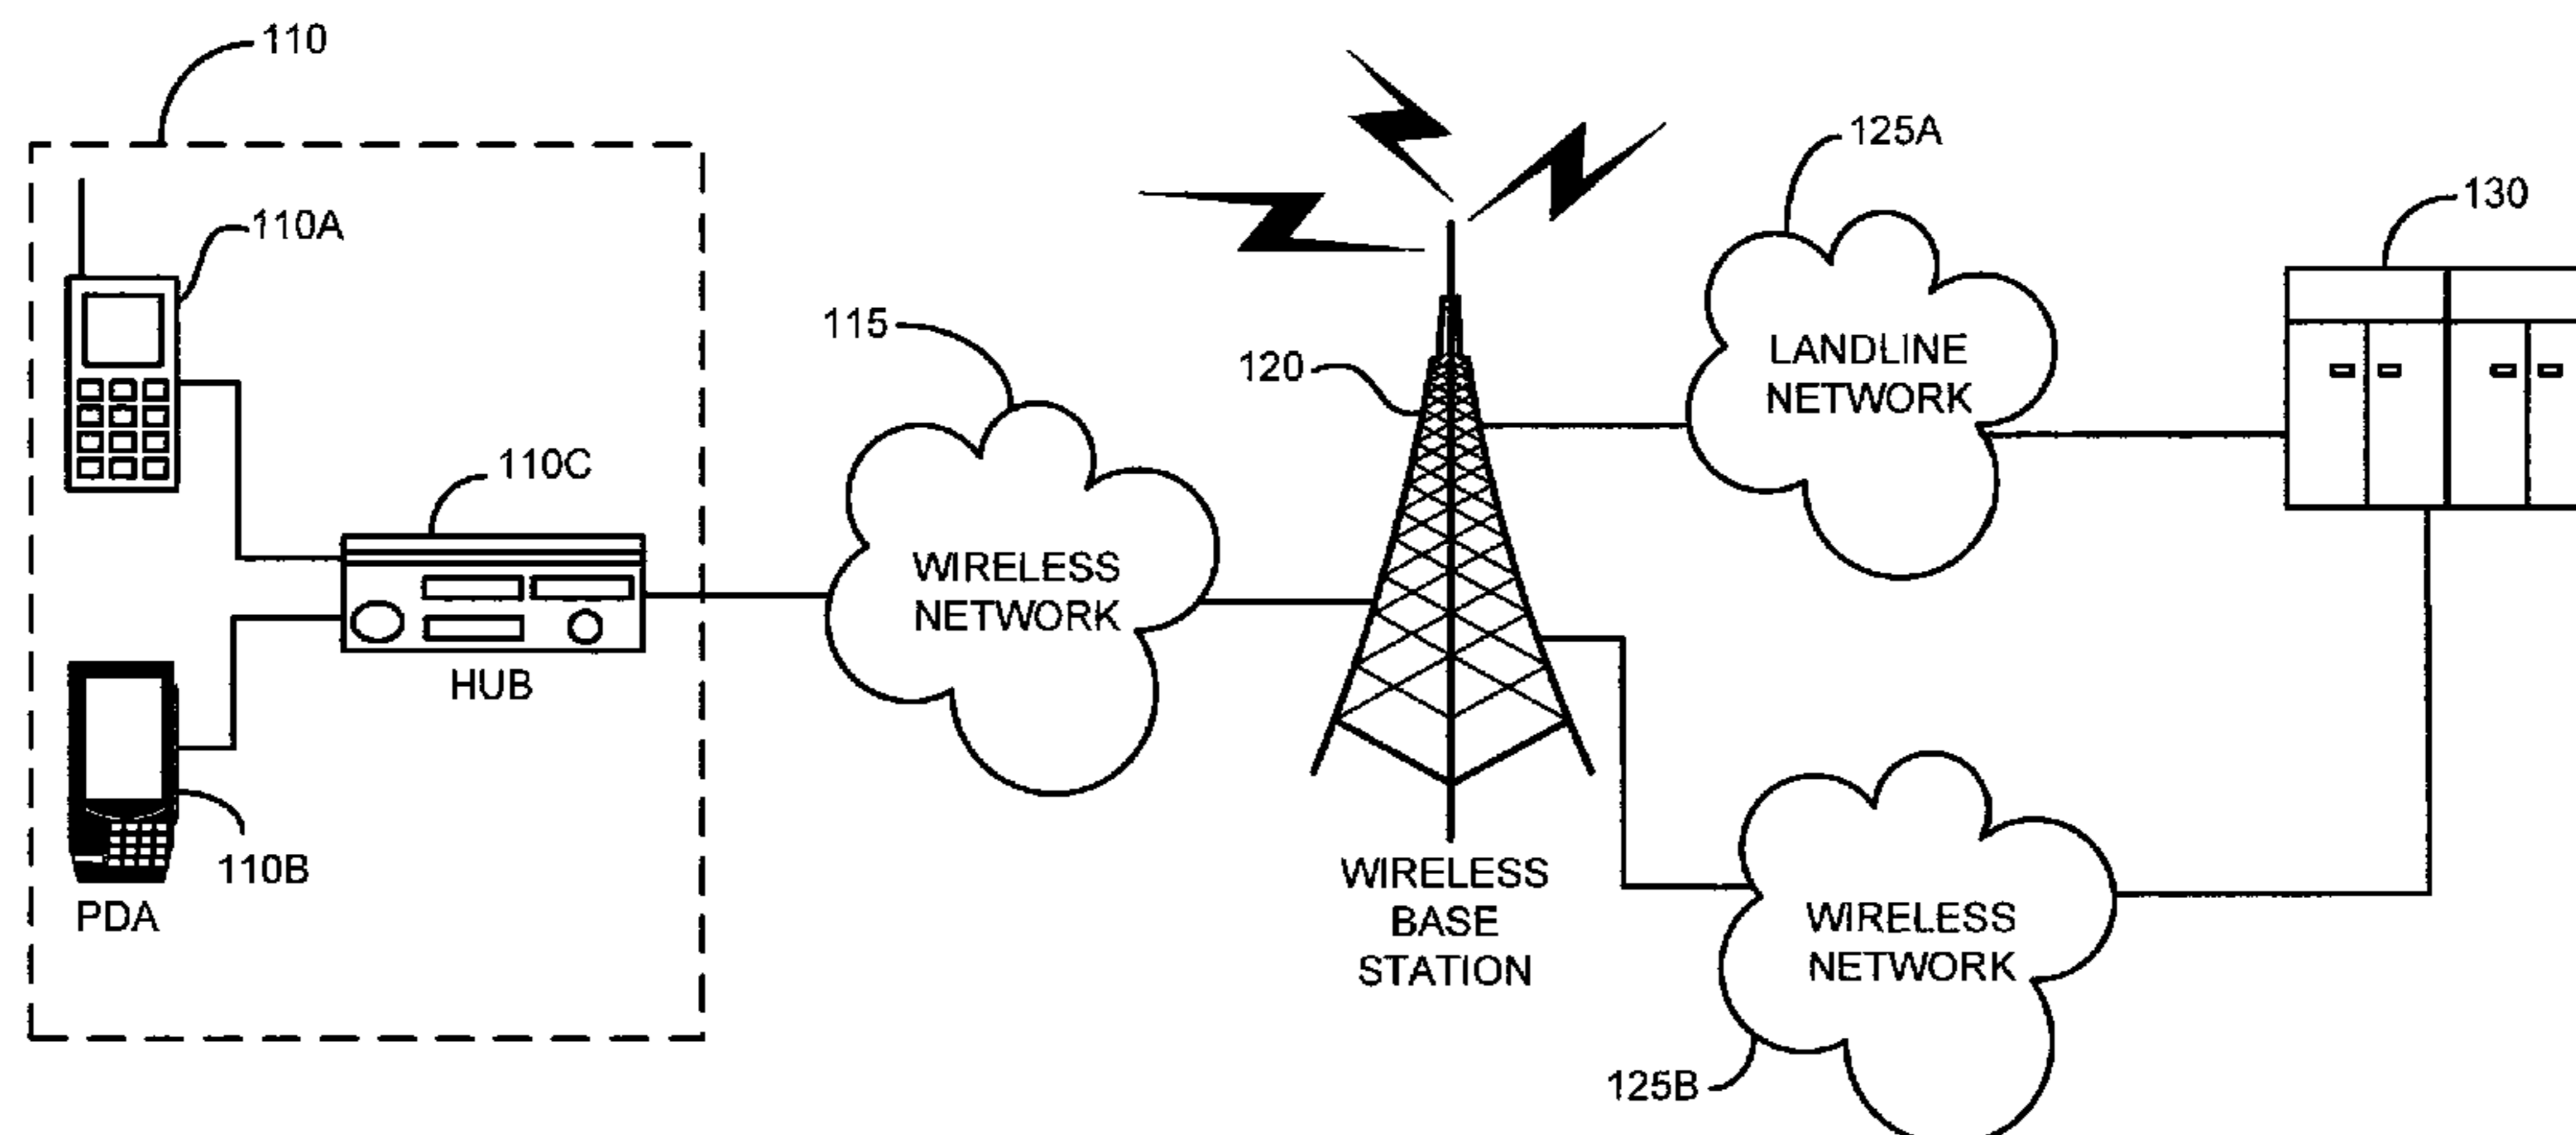 110
110A
110C
HUB
110B
PDA
115
WIRELESS
NETWORK
120
WIRELESS
BASE
STATION
125A
LANDLINE
NETWORK
130
WIRELESS
NETWORK
125B